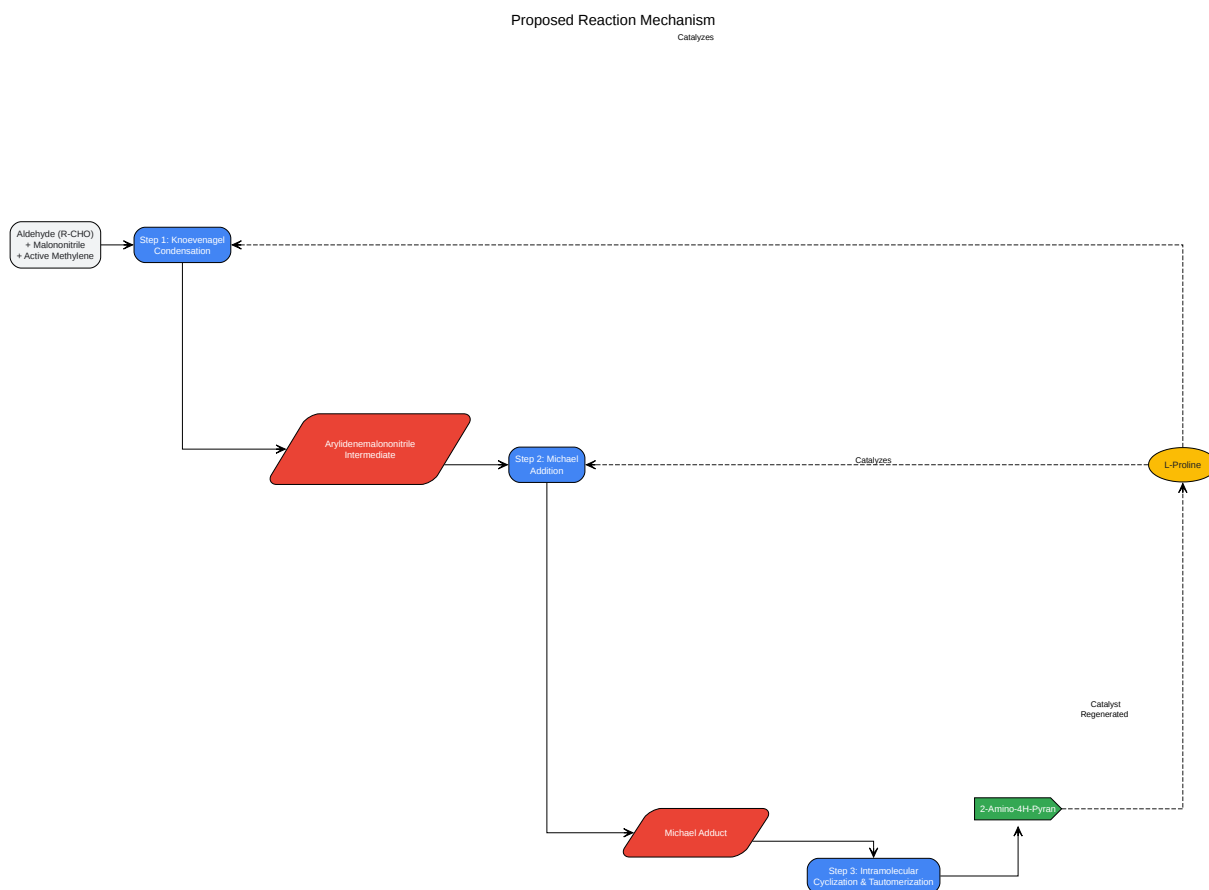 Proposed Reaction Mechanism
Catalyzes
Aldehyde (R-CHO)
+ Malononitrile
+ Active Methylene
Step 1: Knoevenagel
Condensation
Arylidenemalononitrile
Intermediate
Step 2: Michael
Addition
Catalyzes
L-Proline
Catalyst
Regenerated
2-Amino-4H-Pyran
Michael Adduct
Step 3: Intramolecular
Cyclization & Tautomerization